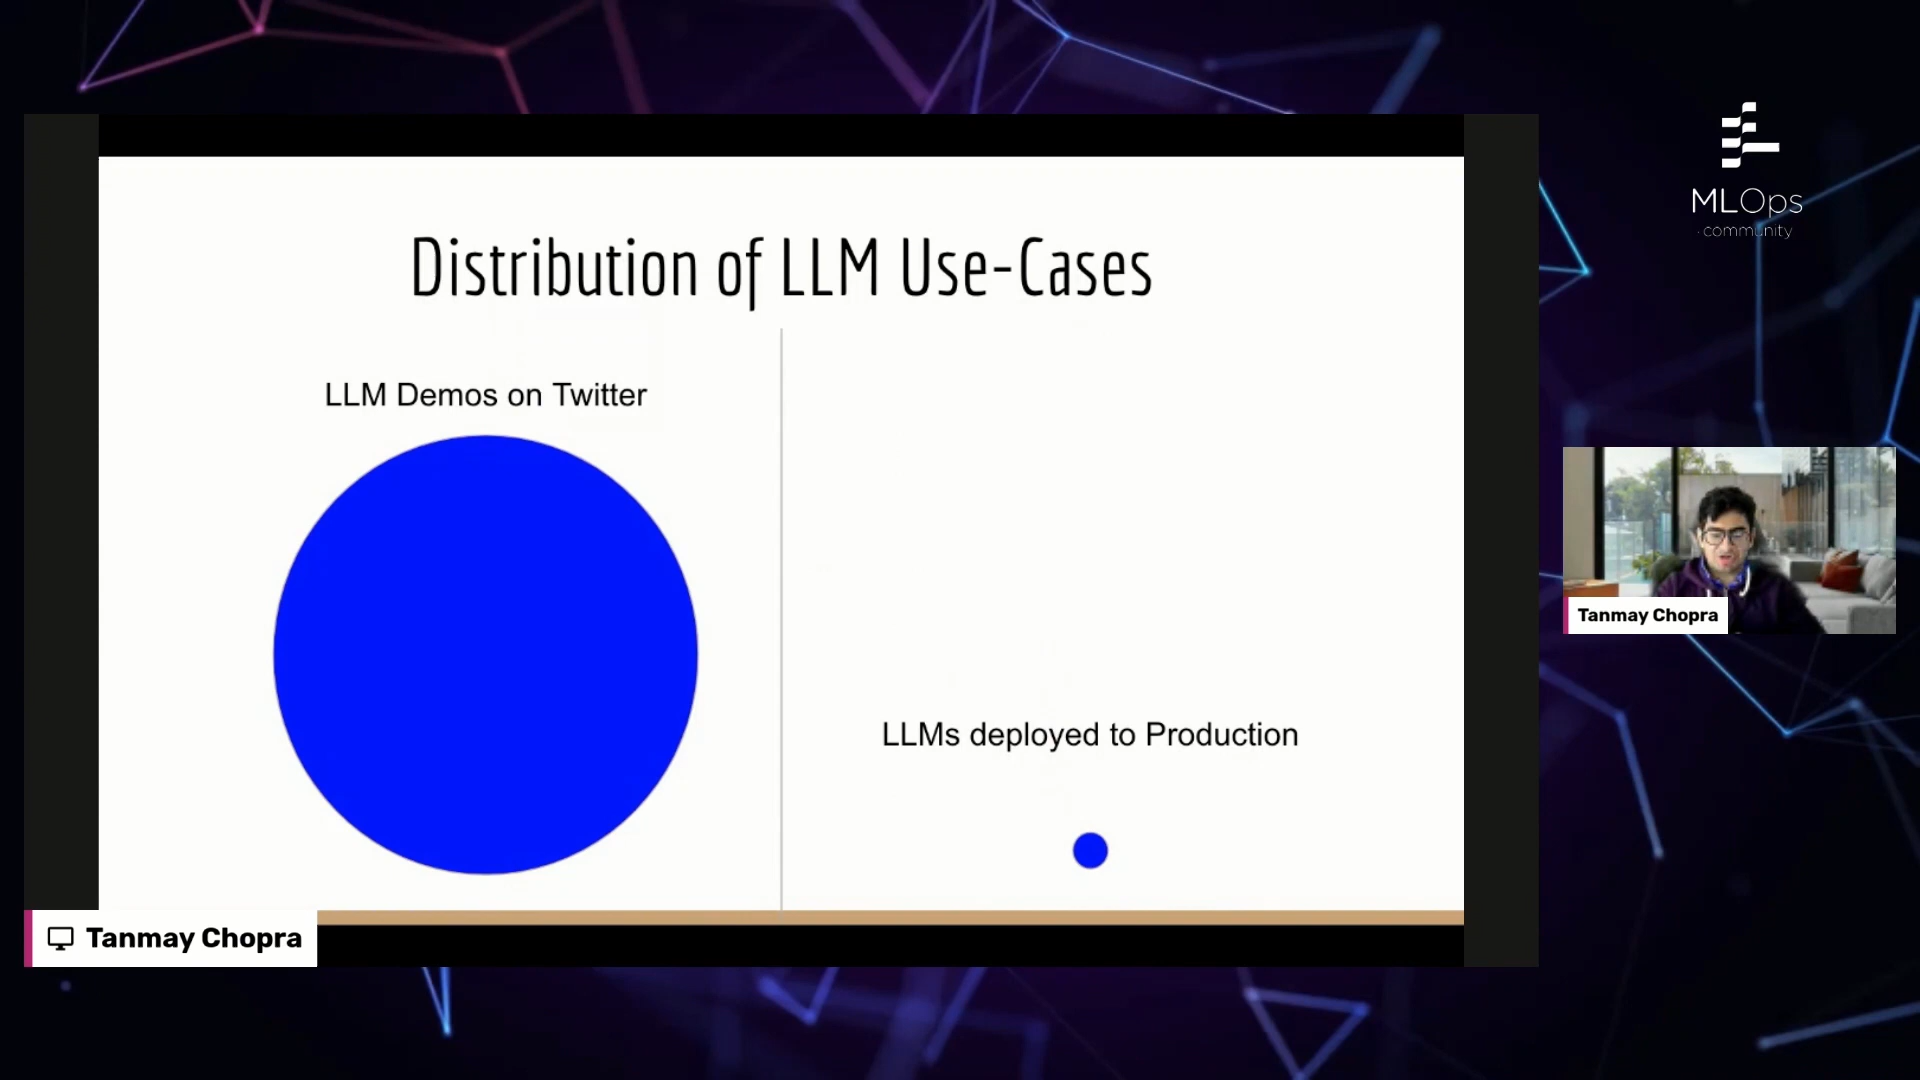 MLOps
community
Distribution of LLM Use-Cases
LLM Demos on Twitter
LLMs deployed to Production
Tanmay Chopra
Tanmay Chopra